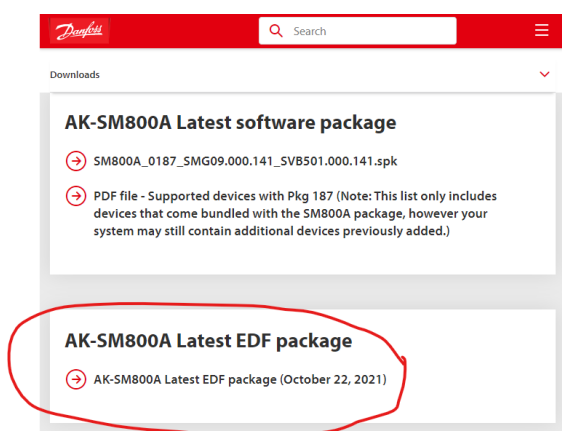 Danfoss
Search
Downloads
AK-SM800A Latest software package
SM800A_0187_SMG09.000.141_SVB501.000.141.spk
PDF file - Supported devices with Pkg 187 (Note: This list only includes
devices that come bundled with the SM800A package, however your
system may still contain additional devices previously added.)
AK-SM800A Latest EDF package
AK-SM800A Latest EDF package (October 22, 2021)